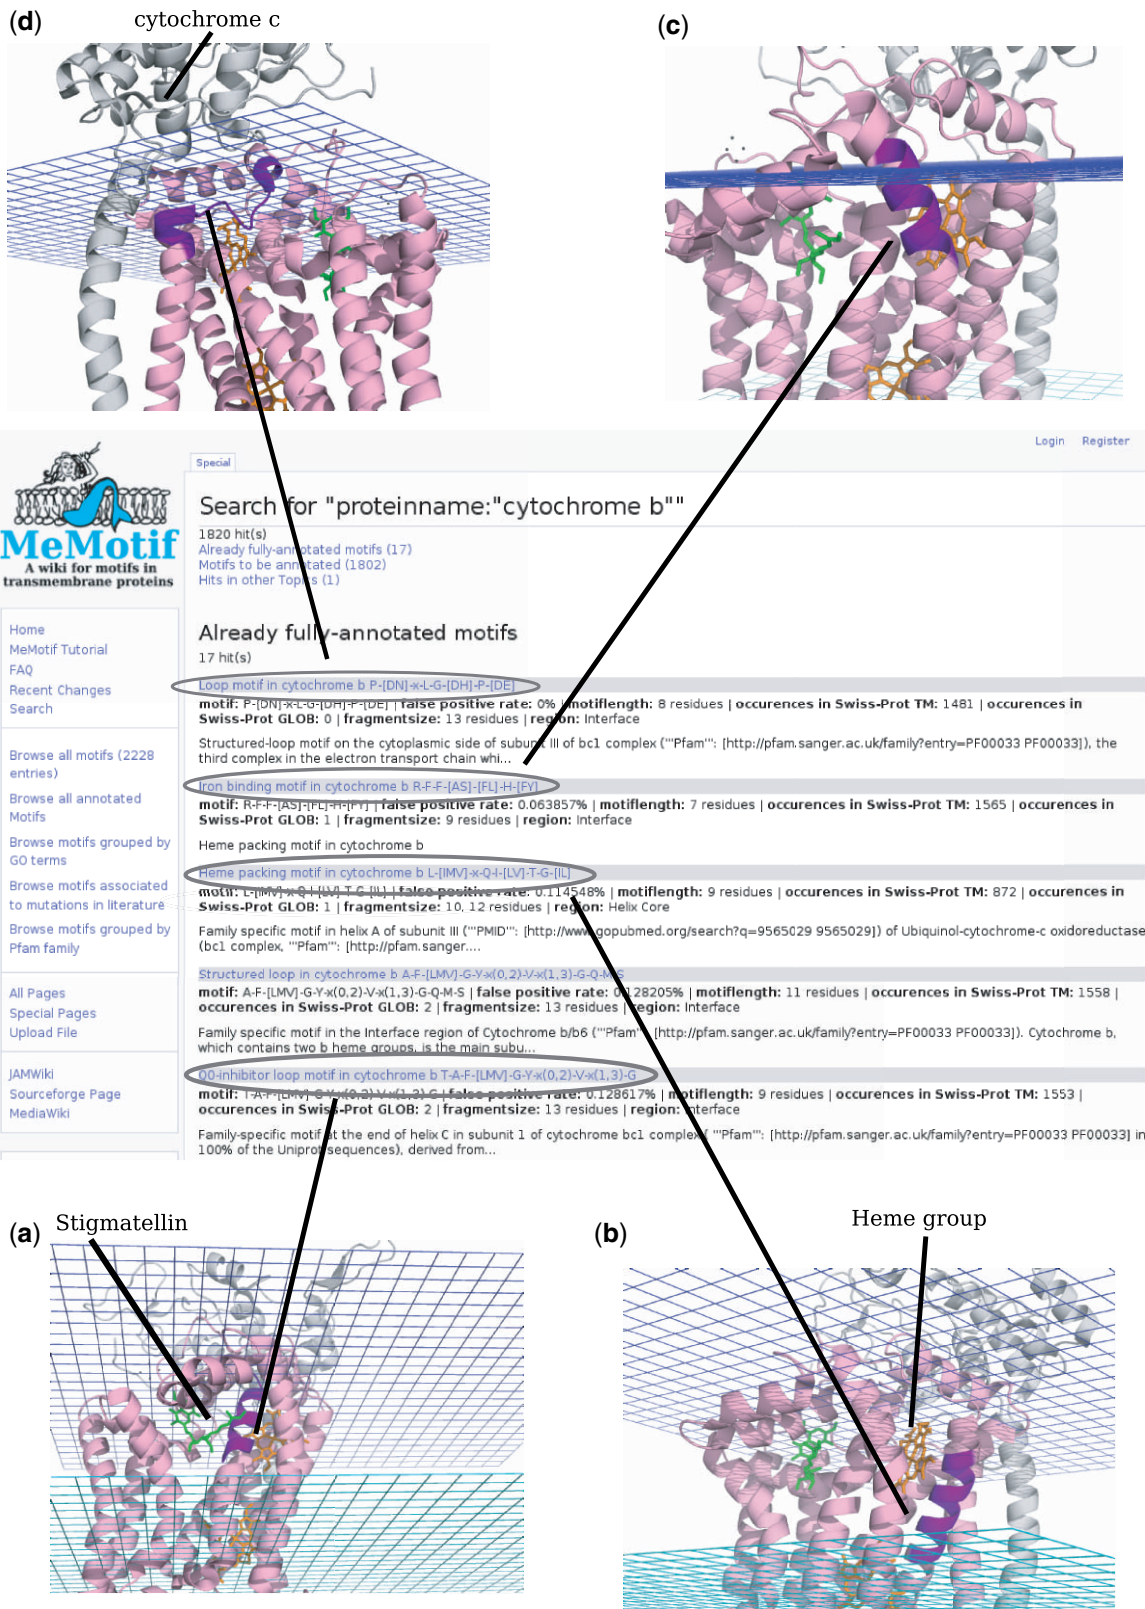 (d)
cytochrome c
(c)
Login Register
MeMotif
A wiki for motifs in
transmembrane proteins
Home
MeMotif Tutorial
FAQ
Recent Changes
Search
Browse all motifs (2228
entries)
Browse all annotated
Motifs
Browse motifs grouped by
GO terms
Browse motifs associated
to mutations in literature
Browse motifs grouped by
Pfam family
All Pages
Special Pages
Upload File
JAMWiki
Sourceforge Page
MediaWiki
Special
Search for "proteinname:"cytochrome b""
1820 hit(s)
Already fully-annotated motifs (17)
Motifs to be annotated (1802)
Hits in other Topics (1)
Already fully-annotated motifs
17 hit(s)
Loop motif in cytochrome b P-[DN]-x-L-G-[DH]-P-[DE]
motif: P-[DN]-x-L-G-[DH]-P-[DE] | false positive rate: 0% | motiflength: 8 residues | occurences in Swiss-Prot TM: 1481 | occurences in
Swiss-Prot GLOB: 0 | fragmentsize: 13 residues | region: Interface
Structured-loop motif on the cytoplasmic side of subunit III of bc1 complex ('"Pfam"': [http://pfam.sanger.ac.uk/family?entry=PF00033 PF00033]), the
third complex in the electron transport chain whi...
Iron binding motif in cytochrome b R-F-F-[AS]-[FL]-H-[FY]
motif: R-F-F-[AS]-[FL]-H-[FY] | false positive rate: 0.063857% | motiflength: 7 residues | occurences in Swiss-Prot TM: 1565 | occurences in
Swiss-Prot GLOB: 1 | fragmentsize: 9 residues | region: Interface
Heme packing motif in cytochrome b
Heme packing motif in cytochrome b L-[IMV]-x-Q-I-[LV]-T-G-[IL]
motif: L-[IMV]-x-Q-I-[LV]-T-G-[IL] | false positive rate: 0.114548% | motiflength: 9 residues | occurences in Swiss-Prot TM: 872 | occurences in
Swiss-Prot GLOB: 1 | fragmentsize: 10, 12 residues | region: Helix Core
Family specific motif in helix A of subunit III ('"PMID"': [http://www.gopubmed.org/search?q=9565029 9565029]) of Ubiquinol-cytochrome-c oxidoreductase
(bc1 complex, '"Pfam"': [http://pfam.sanger....
Structured loop in cytochrome b A-F-[LMV]-G-Y-x(0,2)-V-x(1,3)-G-Q-M-S
motif: A-F-[LMV]-G-Y-x(0,2)-V-x(1,3)-G-Q-M-S | false positive rate: 0.128205% | motiflength: 11 residues | occurences in Swiss-Prot TM: 1558 |
occurences in Swiss-Prot GLOB: 2 | fragmentsize: 13 residues | region: Interface
Family specific motif in the Interface region of Cytochrome b/b6 ('"Pfam"': [http://pfam.sanger.ac.uk/family?entry=PF00033 PF00033]). Cytochrome b,
which contains two b heme groups, is the main subu...
Q0-inhibitor loop motif in cytochrome b T-A-F-[LMV]-G-Y-x(0,2)-V-x(1,3)-G
motif: T-A-F-[LMV]-G-Y-x(0,2)-V-x(1,3)-G | false positive rate: 0.128617% | motiflength: 9 residues | occurences in Swiss-Prot TM: 1553 |
occurences in Swiss-Prot GLOB: 2 | fragmentsize: 13 residues | region: Interface
Family-specific motif at the end of helix C in subunit 1 of cytochrome bc1 complex ( '"Pfam"': [http://pfam.sanger.ac.uk/family?entry=PF00033 PF00033] in
100% of the Uniprot sequences), derived from...
(a)
Stigmatellin
(b)
Heme group